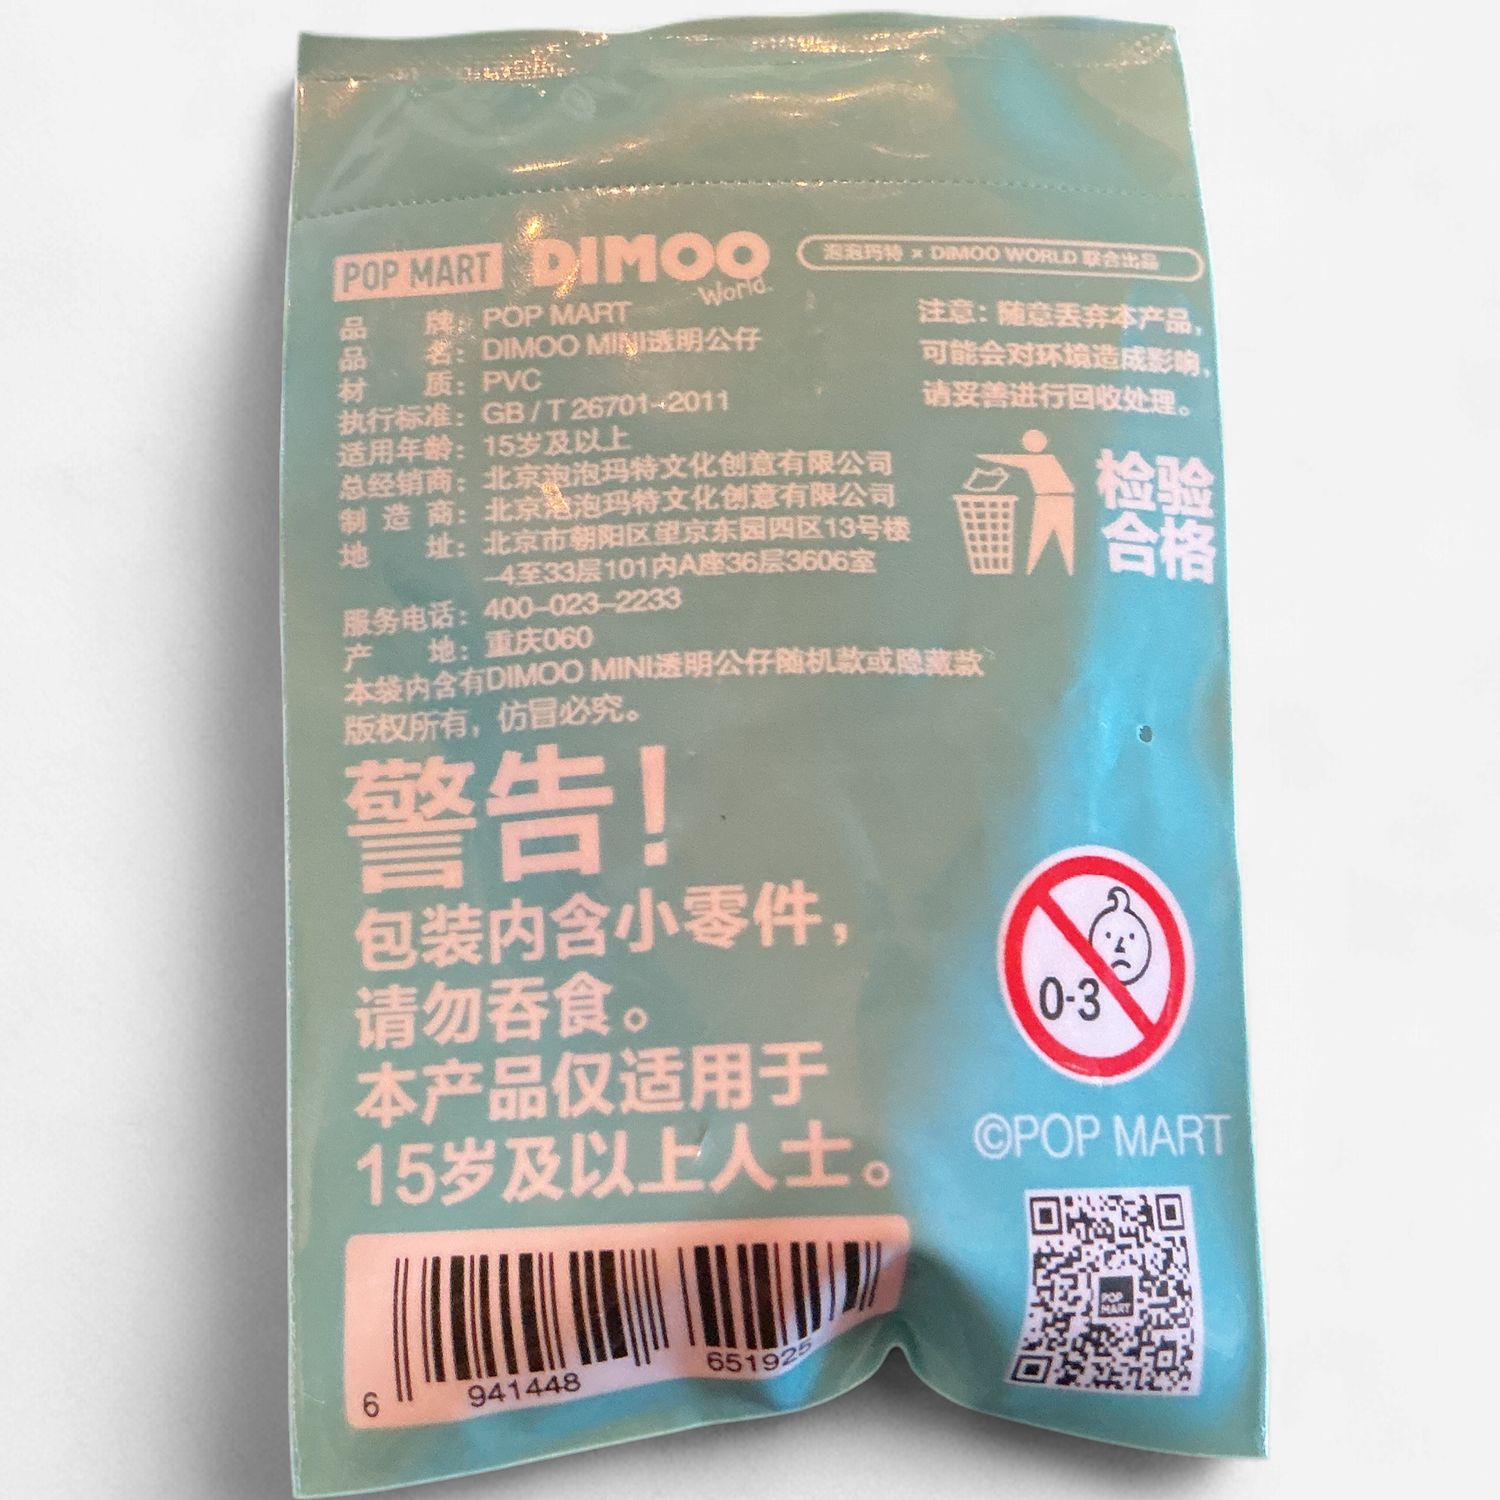 POP MART DIMOO World 泡泡玛特 × DIMOO WORLD 联合出品
品牌：POP MART
品名：DIMOO MINI透明公仔
材质：PVC
执行标准：GB / T 26701–2011
适用年龄：15岁及以上
总经销商：北京泡泡玛特文化创意有限公司
制造商：北京泡泡玛特文化创意有限公司
地址：北京市朝阳区望京东园四区13号楼
–4至33层101内A座36层3606室
服务电话：400–023–2233
产地：重庆060
本袋内含有DIMOO MINI透明公仔随机款或隐藏款
版权所有，仿冒必究。
注意：随意丢弃本产品，
可能会对环境造成影响，
请妥善进行回收处理。
检验
合格
警告！
包装内含小零件，
请勿吞食。
本产品仅适用于
15岁及以上人士。
0-3
©POP MART
POP
MART
6 941448 651925